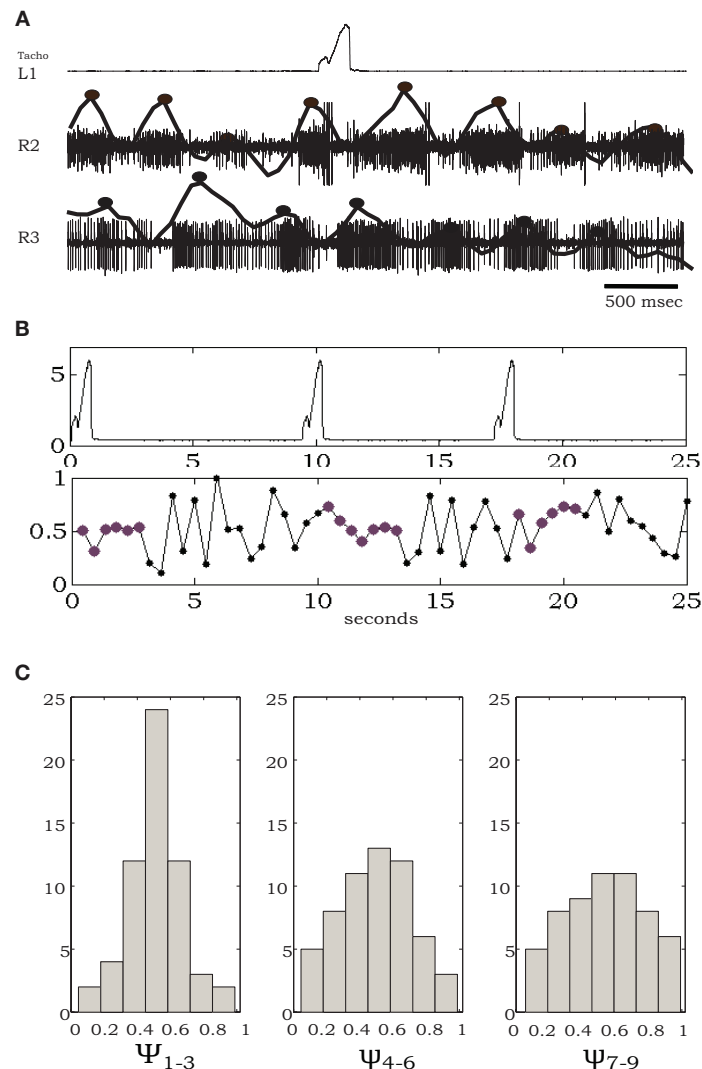 A
Tacho
L1
R2
R3
500 msec
B
5
0
0 5 10 15 20 25
1
0.5
0
0 5 10 15 20 25
seconds
C
25 25 25
20 20 20
15 15 15
10 10 10
5 5 5
0 0 0
0 0.2 0.4 0.6 0.8 1 0 0.2 0.4 0.6 0.8 1 0 0.2 0.4 0.6 0.8 1
Ψ1-3 ψ4-6 ψ7-9